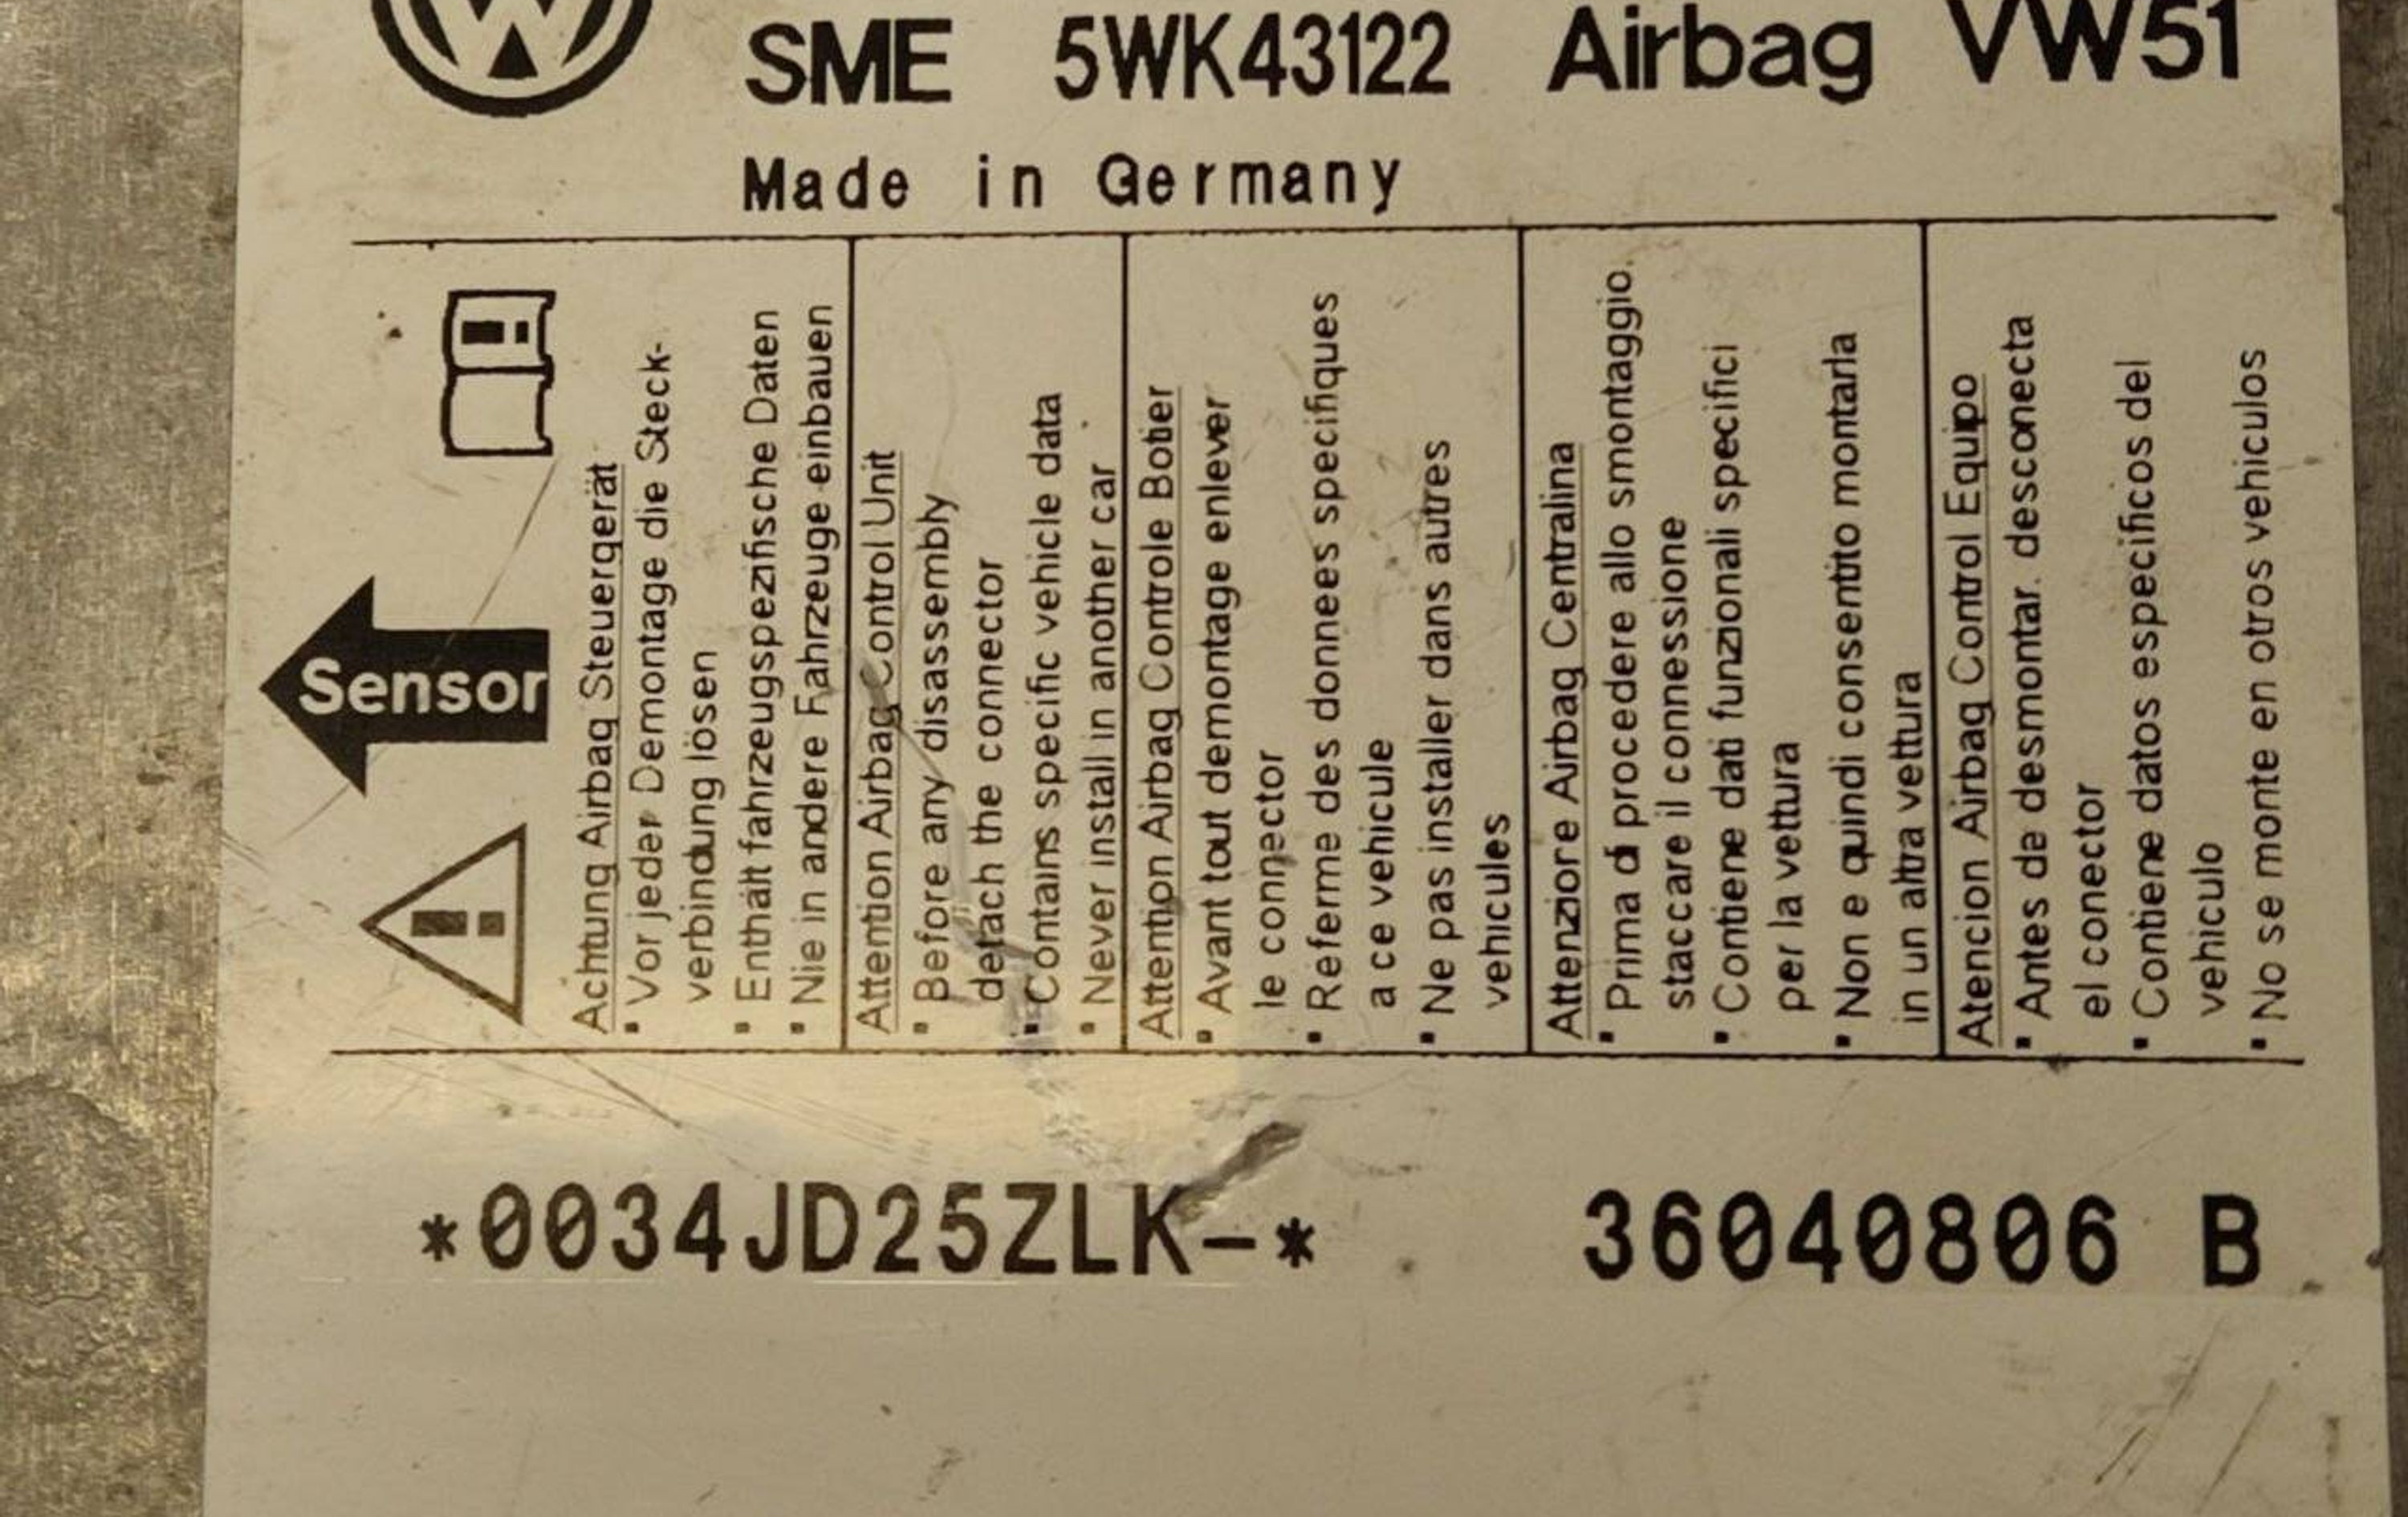 SME 5WK43122 Airbag VW51
Made in Germany
Sensor
Achtung Airbag Steuergerät
▪ Vor jeder Demontage die Steck-
verbindung lösen
▪ Enthält fahrzeugspezifische Daten
▪ Nie in andere Fahrzeuge einbauen
Attention Airbag Control Unit
▪ Before any disassembly
detach the connector
▪ Contains specific vehicle data
▪ Never install in another car
Attention Airbag Controle Botier
▪ Avant tout demontage enlever
le connector
▪ Referme des donnees specifiques
a ce vehicule
▪ Ne pas installer dans autres
vehicules
Attenzione Airbag Centralina
▪ Prima di procedere allo smontaggio.
staccare il connessione
▪ Contiene dati funzionali specifici
per la vettura
▪ Non e quindi consentito montarla
in un altra vettura
Atencion Airbag Control Equipo
▪ Antes de desmontar. desconecta
el conector
▪ Contiene datos especificos del
vehiculo
▪ No se monte en otros vehiculos
*0034JD25ZLK-* 36040806 B